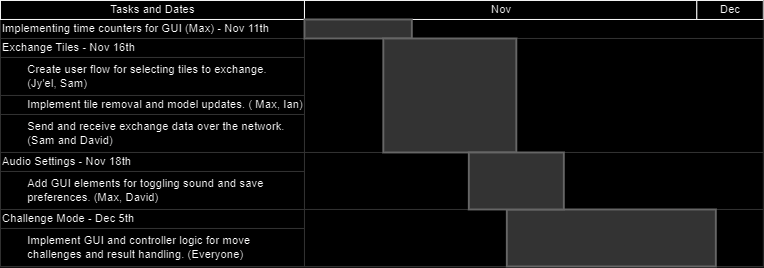 Tasks and Dates
Nov
Dec
Implementing time counters for GUI (Max) - Nov 11th
Exchange Tiles - Nov 16th
Create user flow for selecting tiles to exchange.
(Jy'el, Sam)
Implement tile removal and model updates. ( Max, Ian)
Send and receive exchange data over the network.
(Sam and David)
Audio Settings - Nov 18th
Add GUI elements for toggling sound and save
preferences. (Max, David)
Challenge Mode - Dec 5th
Implement GUI and controller logic for move
challenges and result handling. (Everyone)